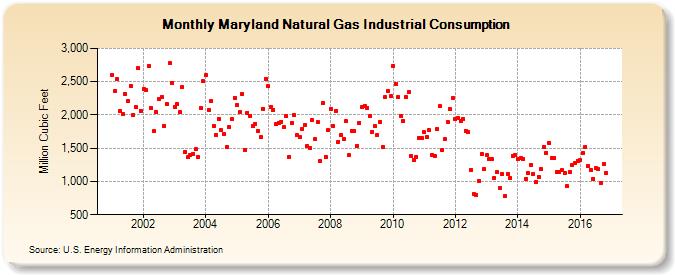 Monthly Maryland Natural Gas Industrial Consumption
Million Cubic Feet
3,000
2,500
2,000
1,500
1,000
500
2002 2004 2006 2008 2010 2012 2014 2016
Source: U.S. Energy Information Administration